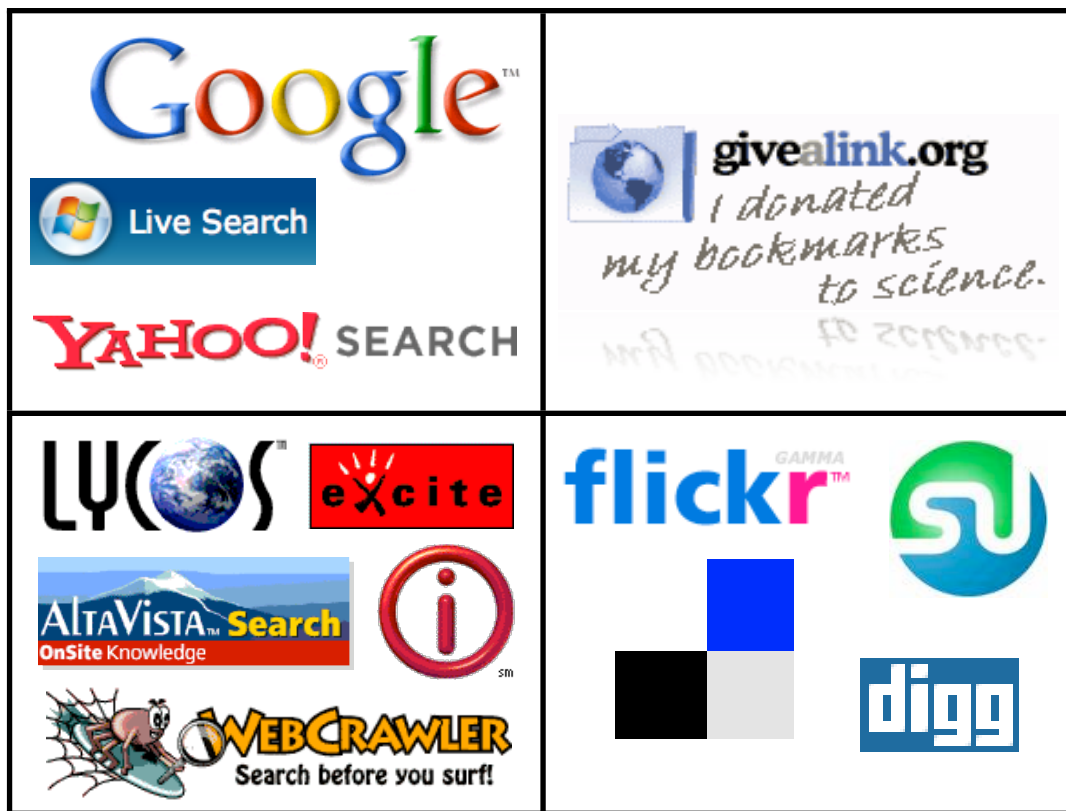 Google™
Live Search
YAHOO!® SEARCH
givealink.org
I donated
my bookmarks
to science.
LYCOS™
excite
ALTAVISTA™ Search
OnSite Knowledge
i
sm
WEBCRAWLER
Search before you surf!
flickr™
GAMMA
su
digg